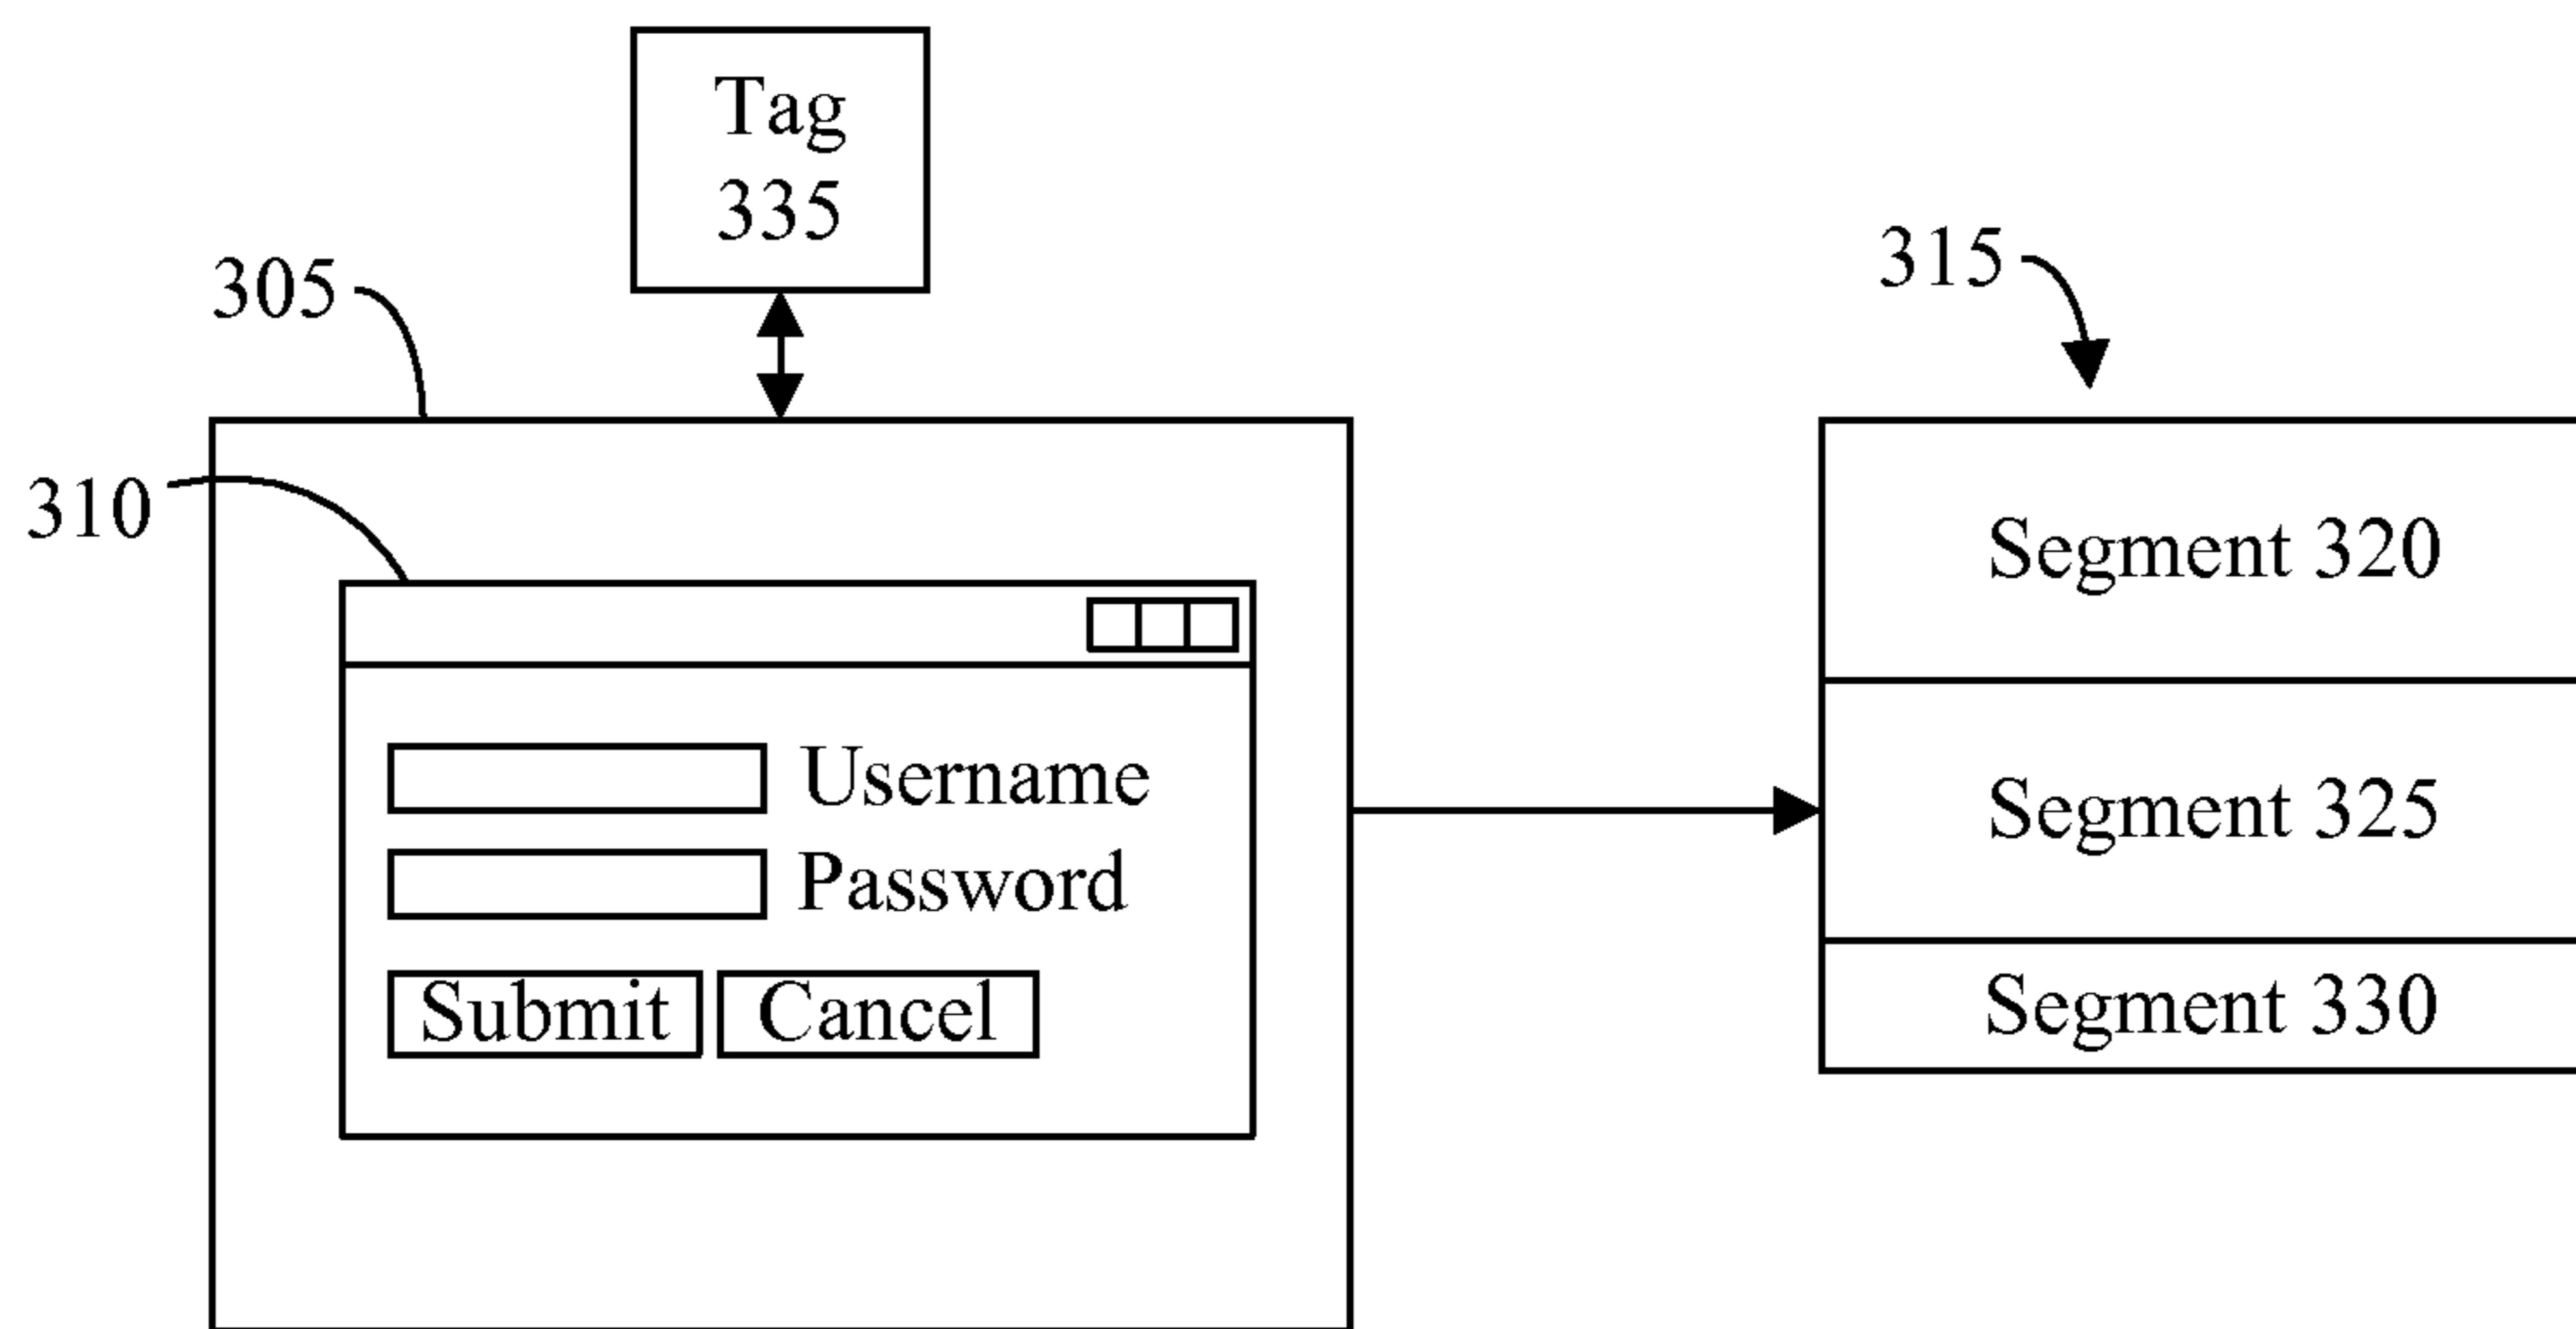 Tag
335
305
315
310
Segment 320
Username
Segment 325
Password
Submit Cancel
Segment 330